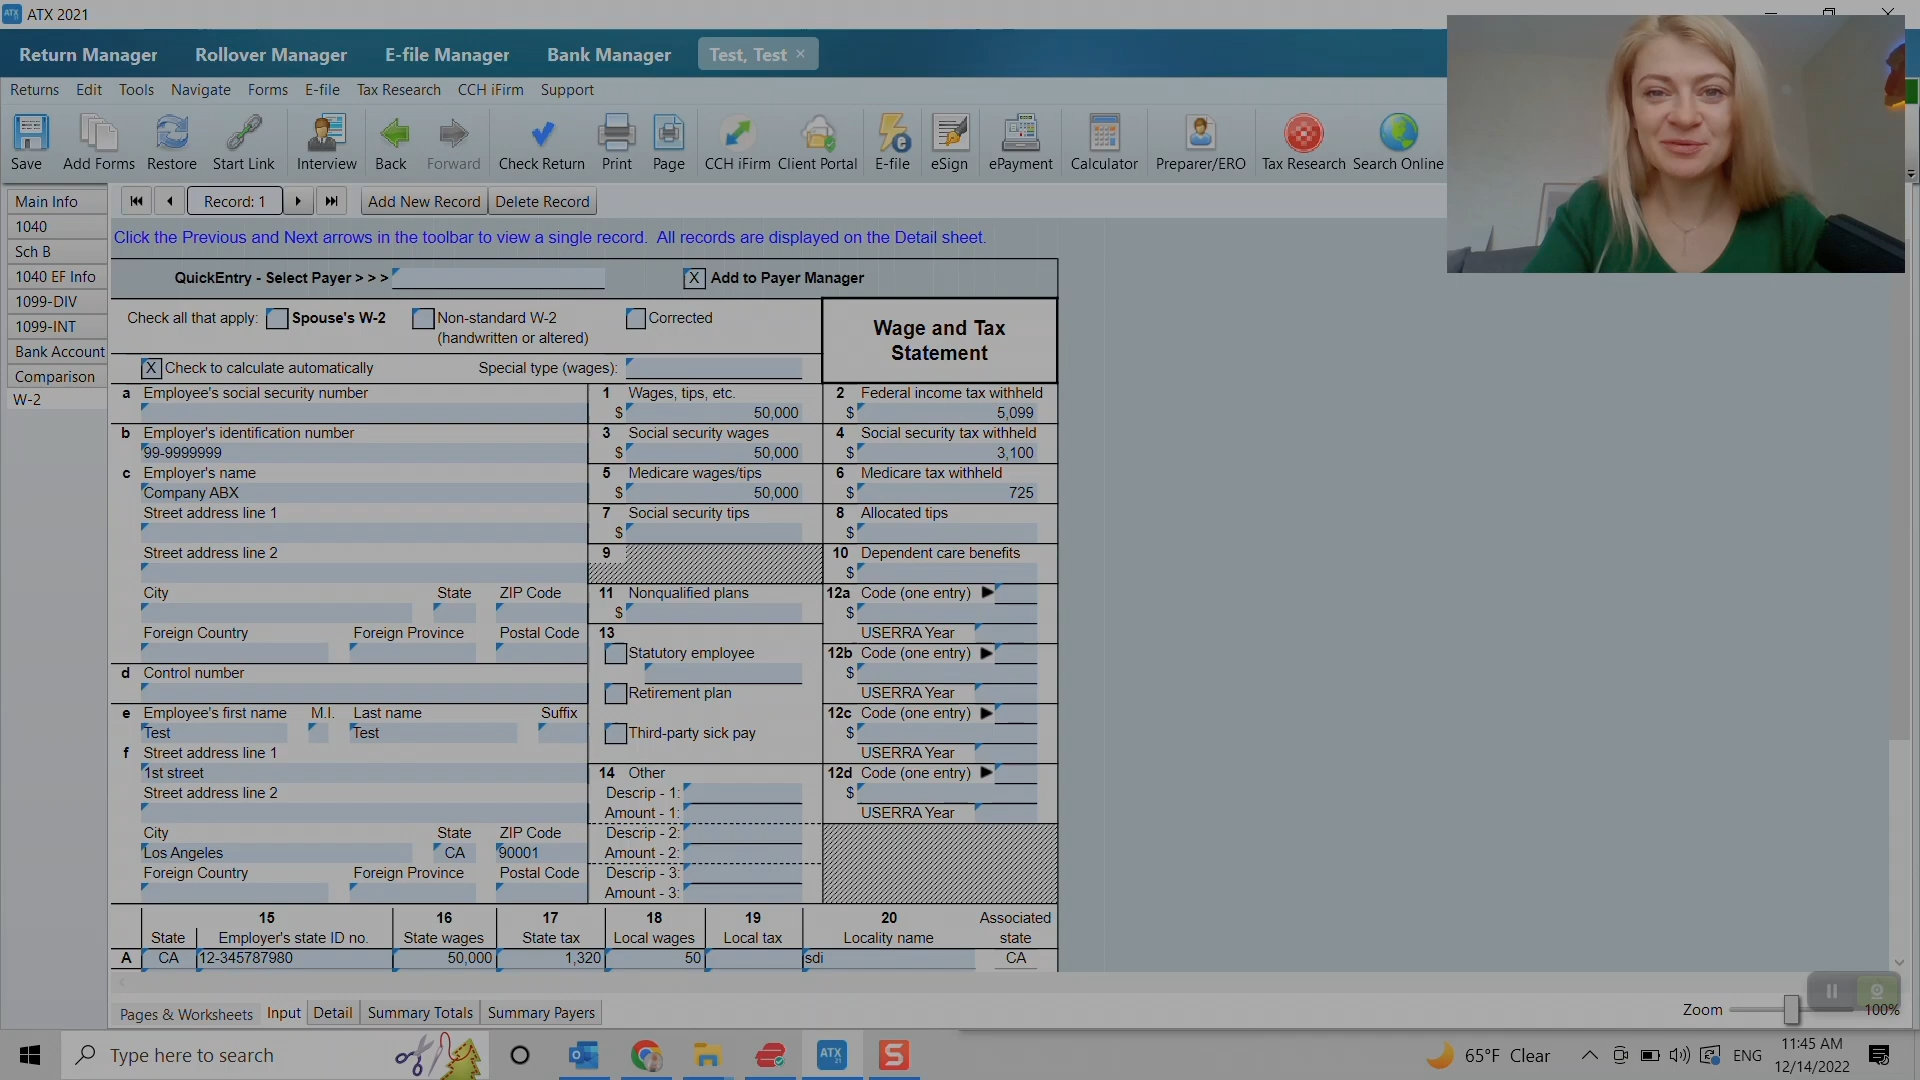 ATX 2021
Return Manager Rollover Manager E-file Manager Bank Manager Test, Test ×
Returns Edit Tools Navigate Forms E-file Tax Research CCH iFirm Support
Save Add Forms Restore Start Link Interview Back Forward Check Return Print Page CCH iFirm Client Portal E-file eSign ePayment Calculator Preparer/ERO Tax Research Search Online
Main Info
1040
Sch B
1040 EF Info
1099-DIV
1099-INT
Bank Account
Comparison
W-2
Record: 1 Add New Record Delete Record
Click the Previous and Next arrows in the toolbar to view a single record. All records are displayed on the Detail sheet.
QuickEntry - Select Payer > > > X Add to Payer Manager
Check all that apply: Spouse's W-2 Non-standard W-2 Corrected
(handwritten or altered)
Wage and Tax
Statement
X Check to calculate automatically Special type (wages):
a Employee's social security number 1 Wages, tips, etc. 2 Federal income tax withheld
$ 50,000 $ 5,099
b Employer's identification number 3 Social security wages 4 Social security tax withheld
99-9999999 $ 50,000 $ 3,100
c Employer's name 5 Medicare wages/tips 6 Medicare tax withheld
Company ABX $ 50,000 $ 725
Street address line 1 7 Social security tips 8 Allocated tips
$ $
Street address line 2 9 10 Dependent care benefits
$
City State ZIP Code 11 Nonqualified plans 12a Code (one entry)
$ $
Foreign Country Foreign Province Postal Code 13 USERRA Year
Statutory employee 12b Code (one entry)
d Control number $
Retirement plan USERRA Year
e Employee's first name M.I. Last name Suffix 12c Code (one entry)
Test Test Third-party sick pay $
f Street address line 1 USERRA Year
1st street 14 Other 12d Code (one entry)
Street address line 2 Descrip - 1: $
Amount - 1: USERRA Year
City State ZIP Code Descrip - 2:
Los Angeles CA 90001 Amount - 2:
Foreign Country Foreign Province Postal Code Descrip - 3:
Amount - 3:
15 16 17 18 19 20 Associated
State Employer's state ID no. State wages State tax Local wages Local tax Locality name state
A CA 12-345787980 50,000 1,320 50 sdi CA
Pages & Worksheets Input Detail Summary Totals Summary Payers
Zoom 100%
Type here to search
ATX
21
S
65°F Clear
ENG
11:45 AM
12/14/2022